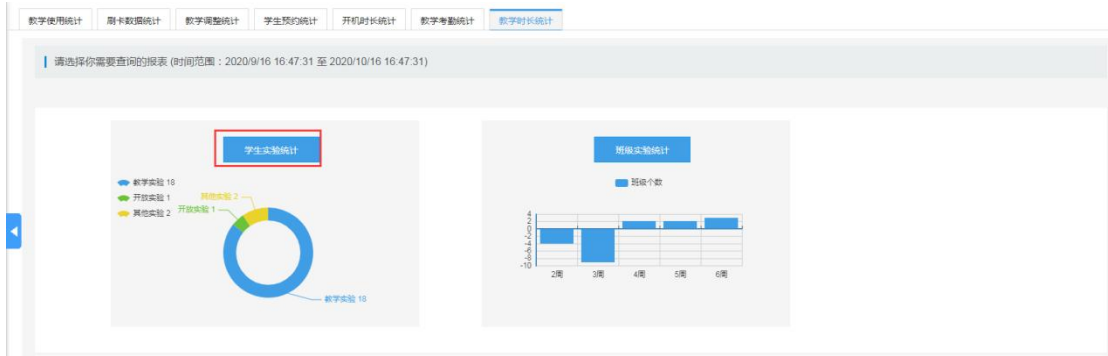 教学使用统计 刷卡数据统计 教学调整统计 学生预约统计 开机时长统计 教学考勤统计 教学时长统计
请选择你需要查询的报表 (时间范围：2020/9/16 16:47:31 至 2020/10/16 16:47:31)
学生实验统计
教学实验 18
开放实验 1
其他实验 2
其他实验 2
开放实验 1
教学实验 18
班级实验统计
班级个数
4
2
0
-2
-4
-6
-8
-10
2周 3周 4周 5周 6周